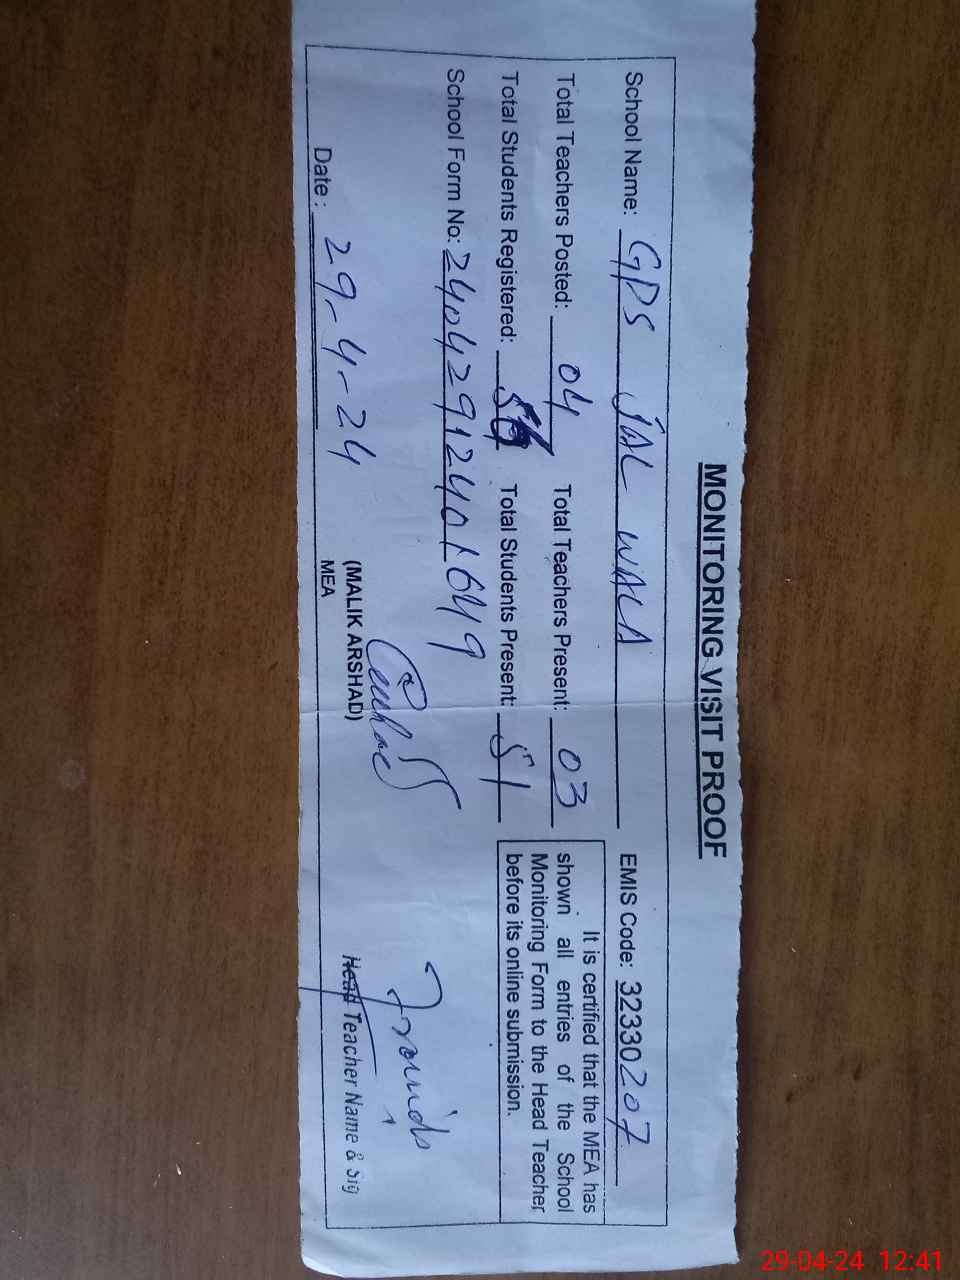 MONITORING VISIT PROOF
School Name: GPS JAL WALA EMIS Code: 32330207
Total Teachers Posted: 04 Total Teachers Present: 03
Total Students Registered: Total Students Present: 51
School Form No: 24042912401649
It is certified that the MEA has
shown all entries of the School
Monitoring Form to the Head Teacher
before its online submission.
Date: 29-4-24
(MALIK ARSHAD)
MEA
Head Teacher Name & Sig
29-04-24 12:41